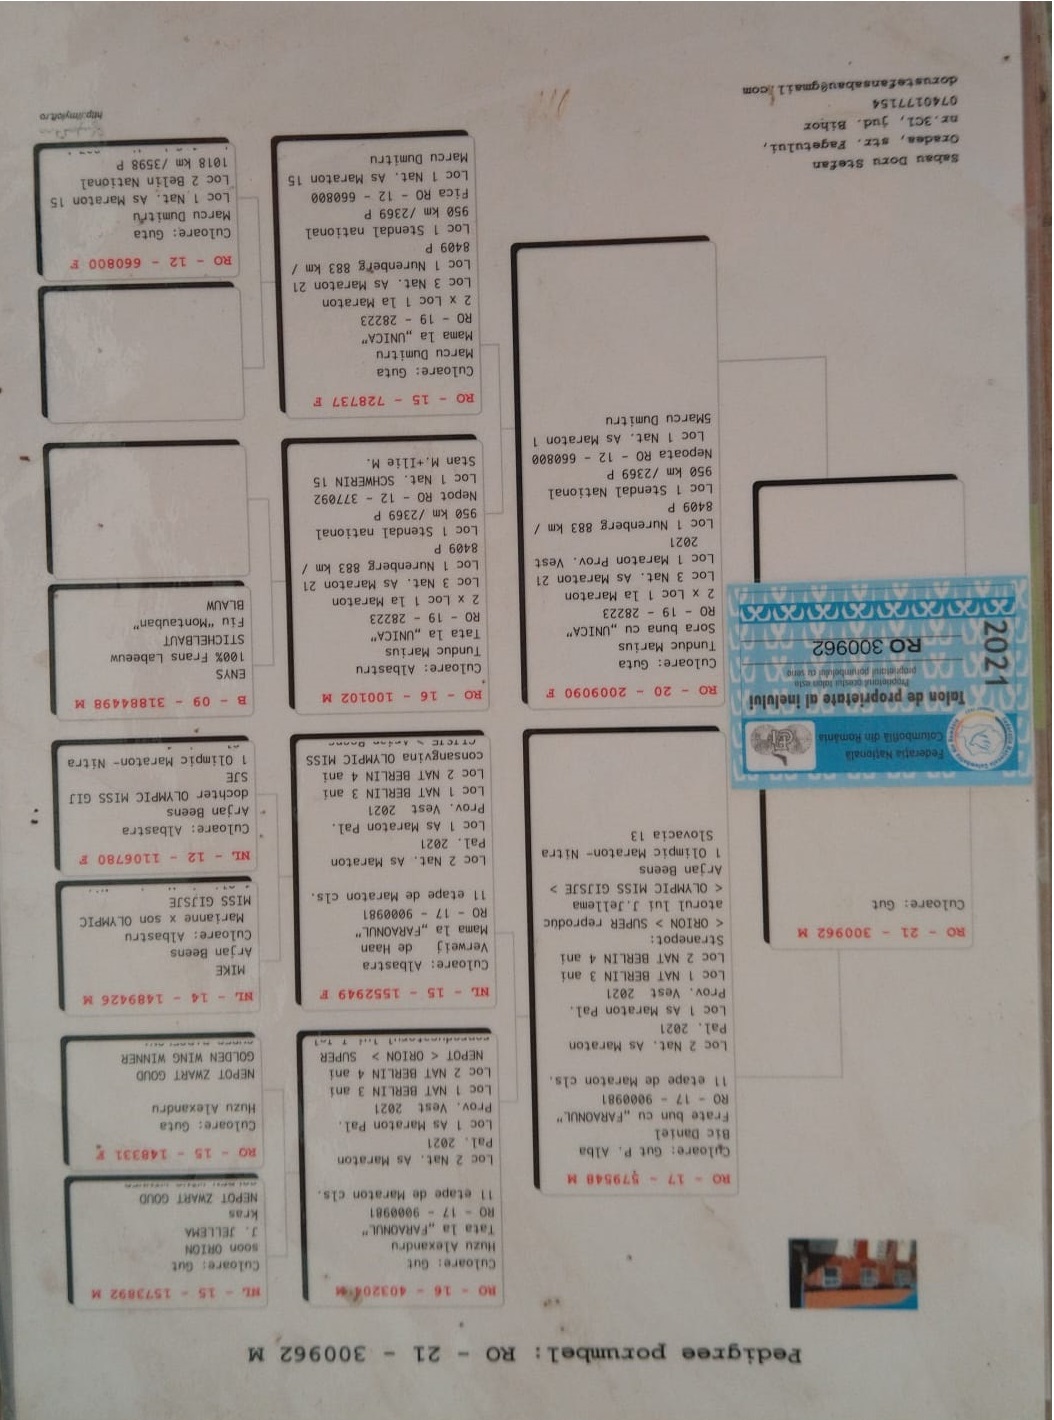 Pedigree porumbel: RO - 21 - 300962 M
RO - 21 - 300962 M
Culoare: Gut
Federația Națională
Columbofilă din România
Talon de proprietate al inelului
Proprietarul acestui talon este
proprietarul porumbelului cu seria
RO 300962
2021
RO - 17 - 579548 M
Culoare: Gut P. Alba
Bic Daniel
Frate bun cu „FARAONUL"
RO - 17 - 9000981
11 etape de Maraton cls.
Loc 2 Nat. As Maraton
Pal. 2021
Loc 1 As Maraton Pal.
Prov. Vest 2021
Loc 1 NAT BERLIN 3 ani
Loc 2 NAT BERLIN 4 ani
Stranepot:
< ORION > SUPER reproduc
atorul lui J.Jellema
< OLYMPIC MISS GIJSJE >
Arjan Beens
1 Olimpic Maraton- Nitra
Slovacia 13
RO - 20 - 2009090 F
Culoare: Guta
Tunduc Marius
Sora buna cu „UNICA"
RO - 19 - 28223
2 x Loc 1 la Maraton
Loc 3 Nat. As Maraton 21
Loc 1 Maraton Prov. Vest
2021
Loc 1 Nurenberg 883 km /
8409 P
Loc 1 Stendal National
950 km /2369 P
Nepoata RO - 12 - 660800
Loc 1 Nat. As Maraton 1
5Marcu Dumitru
RO - 16 - 403204 M
Culoare: Gut
Huzu Alexandru
Tata la „FARAONUL"
RO - 17 - 9000981
11 etape de Maraton cls.
Loc 2 Nat. As Maraton
Pal. 2021
Loc 1 As Maraton Pal.
Prov. Vest 2021
Loc 1 NAT BERLIN 3 ani
Loc 2 NAT BERLIN 4 ani
NEPOT < ORION > SUPER
NL - 15 - 1552949 F
Culoare: Albastra
Verweij de Haan
Mama la „FARAONUL"
RO - 17 - 9000981
11 etape de Maraton cls.
Loc 2 Nat. As Maraton
Pal. 2021
Loc 1 As Maraton Pal.
Prov. Vest 2021
Loc 1 NAT BERLIN 3 ani
Loc 2 NAT BERLIN 4 ani
consangvina OLYMPIC MISS
RO - 16 - 100102 M
Culoare: Albastru
Tunduc Marius
Tata la „UNICA"
RO - 19 - 28223
2 x Loc 1 la Maraton
Loc 3 Nat. As Maraton 21
Loc 1 Nurenberg 883 km /
8409 P
Loc 1 Stendal national
950 km /2369 P
Nepot RO - 12 - 377092
Loc 1 Nat. SCHWERIN 15
Stan M.+Ilie M.
RO - 15 - 728737 F
Culoare: Guta
Marcu Dumitru
Mama la „UNICA"
RO - 19 - 28223
2 x Loc 1 la Maraton
Loc 3 Nat. As Maraton 21
Loc 1 Nurenberg 883 km /
8409 P
Loc 1 Stendal national
950 km /2369 P
Fica RO - 12 - 660800
Loc 1 Nat. As Maraton 15
Marcu Dumitru
NL - 15 - 1573892 M
Culoare: Gut
soon ORION
J. JELLEMA
kras
NEPOT ZWART GOUD
RO - 15 - 148331 F
Culoare: Guta
Huzu Alexandru
NEPOT ZWART GOUD
GOLDEN WING WINNER
NL - 14 - 1489426 M
MIKE
Arjan Beens
Culoare: Albastru
Marianne x son OLYMPIC
MISS GIJSJE
NL - 12 - 1106780 F
Culoare: Albastra
Arjan Beens
dochter OLYMPIC MISS GIJ
SJE
1 Olimpic Maraton- Nitra
B - 09 - 31884498 M
ENYS
100% Frans Labeeuw
STICHELBAUT
Fiu "Montauban"
BLAUW
RO - 12 - 660800 F
Culoare: Guta
Marcu Dumitru
Loc 1 Nat. As Maraton 15
Loc 2 Belin National
1018 km /3598 P
Sabau Doru Stefan
Oradea, str. Fagetului,
nr.3C1, jud. Bihor
0740177154
dorustefansabau@gmail.com
http://myloft.ro